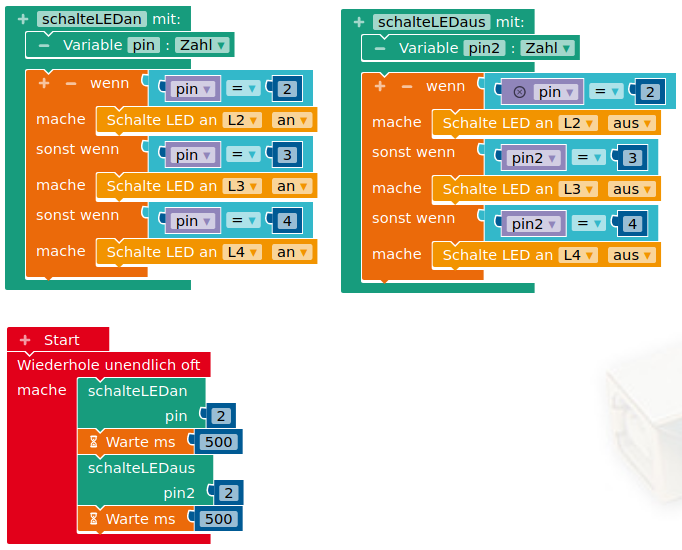 + schalteLEDan mit:
− Variable pin : Zahl ▾
+ − wenn pin ▾ = ▾ 2
mache Schalte LED an L2 ▾ an ▾
sonst wenn pin ▾ = ▾ 3
mache Schalte LED an L3 ▾ an ▾
sonst wenn pin ▾ = ▾ 4
mache Schalte LED an L4 ▾ an ▾
+ schalteLEDaus mit:
− Variable pin2 : Zahl ▾
+ − wenn ⊗ pin ▾ = ▾ 2
mache Schalte LED an L2 ▾ aus ▾
sonst wenn pin2 ▾ = ▾ 3
mache Schalte LED an L3 ▾ aus ▾
sonst wenn pin2 ▾ = ▾ 4
mache Schalte LED an L4 ▾ aus ▾
+ Start
Wiederhole unendlich oft
mache schalteLEDan
pin 2
Warte ms 500
schalteLEDaus
pin2 2
Warte ms 500